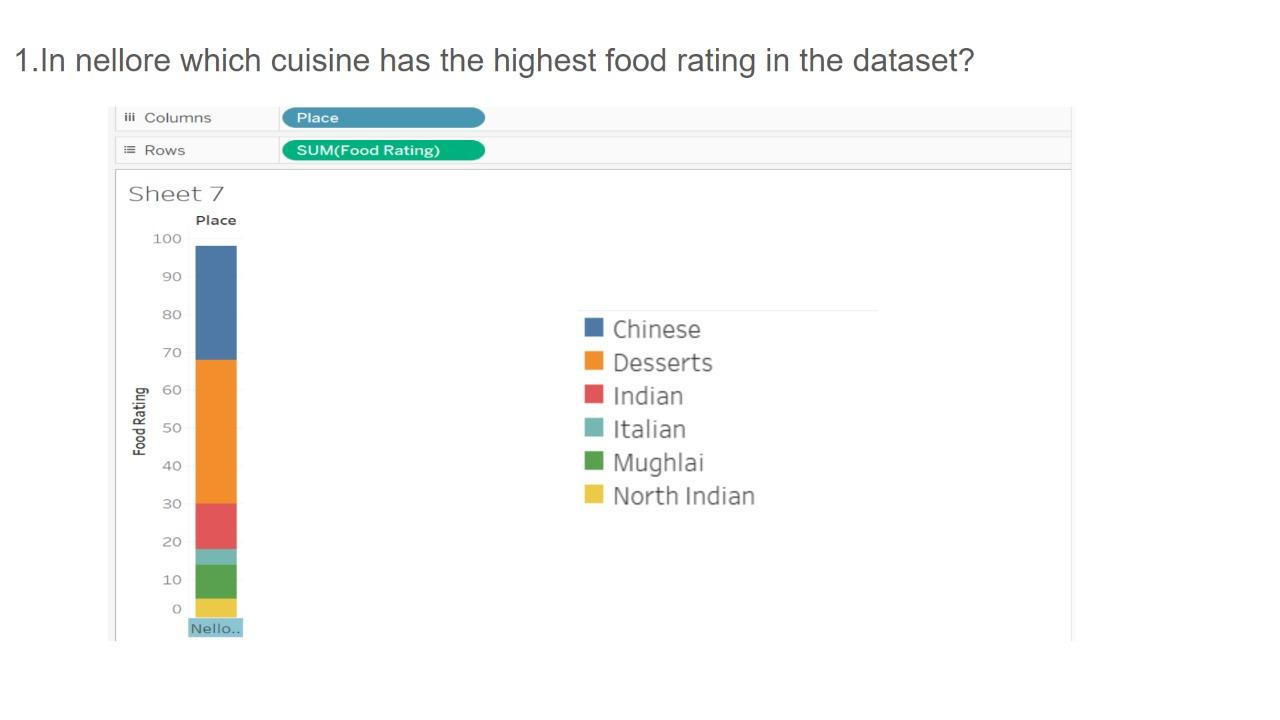 1.In nellore which cuisine has the highest food rating in the dataset?
iii Columns Place
Rows SUM(Food Rating)
Sheet 7
Place
100
90
80
70
60
50
40
30
20
10
0
Food Rating
Nello..
Chinese
Desserts
Indian
Italian
Mughlai
North Indian